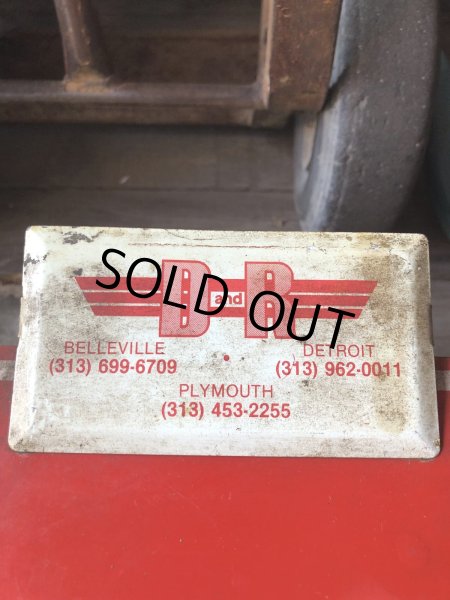 B and R
SOLD OUT
BELLEVILLE DETROIT
(313) 699-6709 (313) 962-0011
PLYMOUTH
(313) 453-2255